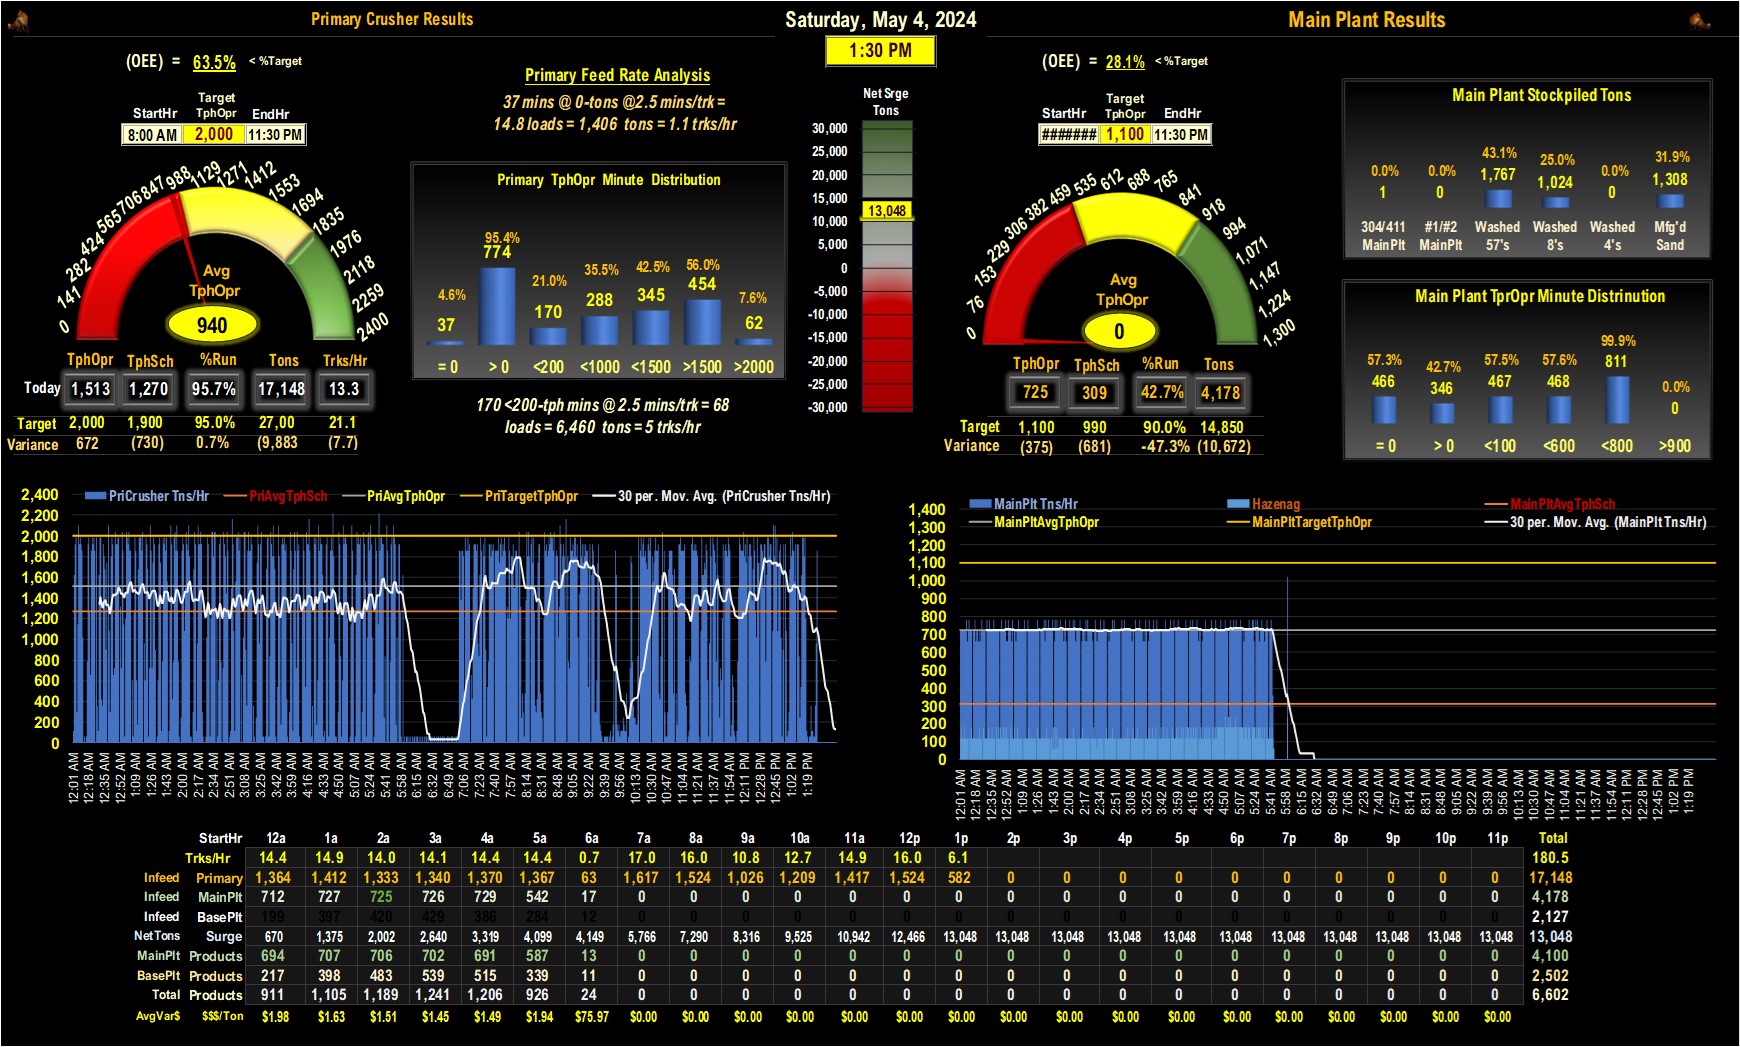 Primary Crusher Results
Saturday, May 4, 2024
Main Plant Results
1:30 PM
(OEE) = 63.5% < %Target
StartHr Target TphOpr EndHr
8:00 AM 2,000 11:30 PM
Primary Feed Rate Analysis
37 mins @ 0-tons @2.5 mins/trk =
14.8 loads = 1,406 tons = 1.1 trks/hr
0 141 282 424 565 706 847 988 1129 1271 1412 1553 1694 1835 1976 2118 2259 2400
Avg
TphOpr
940
TphOpr TphSch %Run Tons Trks/Hr
Today 1,513 1,270 95.7% 17,148 13.3
Target 2,000 1,900 95.0% 27,00 21.1
Variance 672 (730) 0.7% (9,883 (7.7)
Primary TphOpr Minute Distribution
4.6% 95.4% 21.0% 35.5% 42.5% 56.0% 7.6%
37 774 170 288 345 454 62
= 0 > 0 <200 <1000 <1500 >1500 >2000
170 <200-tph mins @ 2.5 mins/trk = 68
loads = 6,460 tons = 5 trks/hr
Net Srge
Tons
30,000
25,000
20,000
15,000
13,048
10,000
5,000
0
-5,000
-10,000
-15,000
-20,000
-25,000
-30,000
(OEE) = 28.1% < %Target
StartHr Target TphOpr EndHr
####### 1,100 11:30 PM
0 76 153 229 306 382 459 535 612 688 765 841 918 994 1,071 1,147 1,224 1,300
Avg
TphOpr
0
TphOpr TphSch %Run Tons
725 309 42.7% 4,178
Target 1,100 990 90.0% 14,850
Variance (375) (681) -47.3% (10,672)
Main Plant Stockpiled Tons
0.0% 0.0% 43.1% 25.0% 0.0% 31.9%
1 0 1,767 1,024 0 1,308
304/411 #1/#2 Washed Washed Washed Mfg'd
MainPlt MainPlt 57's 8's 4's Sand
Main Plant TprOpr Minute Distrinution
57.3% 42.7% 57.5% 57.6% 99.9% 0.0%
466 346 467 468 811 0
= 0 > 0 <100 <600 <800 >900
PriCrusher Tns/Hr PriAvgTphSch PriAvgTphOpr PriTargetTphOpr 30 per. Mov. Avg. (PriCrusher Tns/Hr)
2,400
2,200
2,000
1,800
1,600
1,400
1,200
1,000
800
600
400
200
0
12:01 AM 12:18 AM 12:35 AM 12:52 AM 1:09 AM 1:26 AM 1:43 AM 2:00 AM 2:17 AM 2:34 AM 2:51 AM 3:08 AM 3:25 AM 3:42 AM 3:59 AM 4:16 AM 4:33 AM 4:50 AM 5:07 AM 5:24 AM 5:41 AM 5:58 AM 6:15 AM 6:32 AM 6:49 AM 7:06 AM 7:23 AM 7:40 AM 7:57 AM 8:14 AM 8:31 AM 8:48 AM 9:05 AM 9:22 AM 9:39 AM 9:56 AM 10:13 AM 10:30 AM 10:47 AM 11:04 AM 11:21 AM 11:37 AM 11:54 AM 12:11 PM 12:28 PM 12:45 PM 1:02 PM 1:19 PM
MainPlt Tns/Hr Hazenag MainPltAvgTphSch
MainPltAvgTphOpr MainPltTargetTphOpr 30 per. Mov. Avg. (MainPlt Tns/Hr)
1,400
1,300
1,200
1,100
1,000
900
800
700
600
500
400
300
200
100
0
12:01 AM 12:18 AM 12:35 AM 12:52 AM 1:09 AM 1:26 AM 1:43 AM 2:00 AM 2:17 AM 2:34 AM 2:51 AM 3:08 AM 3:25 AM 3:42 AM 3:59 AM 4:16 AM 4:33 AM 4:50 AM 5:07 AM 5:24 AM 5:41 AM 5:58 AM 6:15 AM 6:32 AM 6:49 AM 7:06 AM 7:23 AM 7:40 AM 7:57 AM 8:14 AM 8:31 AM 8:48 AM 9:05 AM 9:22 AM 9:39 AM 9:56 AM 10:13 AM 10:30 AM 10:47 AM 11:04 AM 11:21 AM 11:37 AM 11:54 AM 12:11 PM 12:28 PM 12:45 PM 1:02 PM 1:19 PM
StartHr 12a 1a 2a 3a 4a 5a 6a 7a 8a 9a 10a 11a 12p 1p 2p 3p 4p 5p 6p 7p 8p 9p 10p 11p Total
Trks/Hr 14.4 14.9 14.0 14.1 14.4 14.4 0.7 17.0 16.0 10.8 12.7 14.9 16.0 6.1 180.5
Infeed Primary 1,364 1,412 1,333 1,340 1,370 1,367 63 1,617 1,524 1,026 1,209 1,417 1,524 582 0 0 0 0 0 0 0 0 0 0 17,148
Infeed MainPlt 712 727 725 726 729 542 17 0 0 0 0 0 0 0 0 0 0 0 0 0 0 0 0 0 4,178
Infeed BasePlt 199 397 420 429 386 284 12 0 0 0 0 0 0 0 0 0 0 0 0 0 0 0 0 0 2,127
NetTons Surge 670 1,375 2,002 2,640 3,319 4,099 4,149 5,766 7,290 8,316 9,525 10,942 12,466 13,048 13,048 13,048 13,048 13,048 13,048 13,048 13,048 13,048 13,048 13,048 13,048
MainPlt Products 694 707 706 702 691 587 13 0 0 0 0 0 0 0 0 0 0 0 0 0 0 0 0 0 4,100
BasePlt Products 217 398 483 539 515 339 11 0 0 0 0 0 0 0 0 0 0 0 0 0 0 0 0 0 2,502
Total Products 911 1,105 1,189 1,241 1,206 926 24 0 0 0 0 0 0 0 0 0 0 0 0 0 0 0 0 0 6,602
AvgVar$ $$$/Ton $1.98 $1.63 $1.51 $1.45 $1.49 $1.94 $75.97 $0.00 $0.00 $0.00 $0.00 $0.00 $0.00 $0.00 $0.00 $0.00 $0.00 $0.00 $0.00 $0.00 $0.00 $0.00 $0.00 $0.00